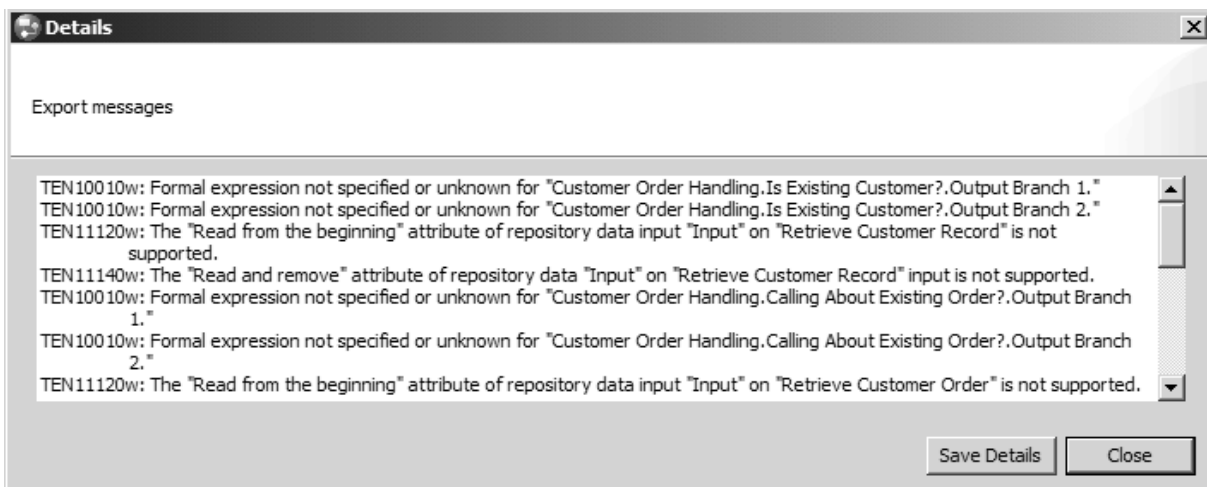 Details
Export messages
TEN10010w: Formal expression not specified or unknown for "Customer Order Handling.Is Existing Customer?.Output Branch 1."
TEN10010w: Formal expression not specified or unknown for "Customer Order Handling.Is Existing Customer?.Output Branch 2."
TEN11120w: The "Read from the beginning" attribute of repository data input "Input" on "Retrieve Customer Record" is not
supported.
TEN11140w: The "Read and remove" attribute of repository data "Input" on "Retrieve Customer Record" input is not supported.
TEN10010w: Formal expression not specified or unknown for "Customer Order Handling.Calling About Existing Order?.Output Branch
1."
TEN10010w: Formal expression not specified or unknown for "Customer Order Handling.Calling About Existing Order?.Output Branch
2."
TEN11120w: The "Read from the beginning" attribute of repository data input "Input" on "Retrieve Customer Order" is not supported.
Save Details
Close